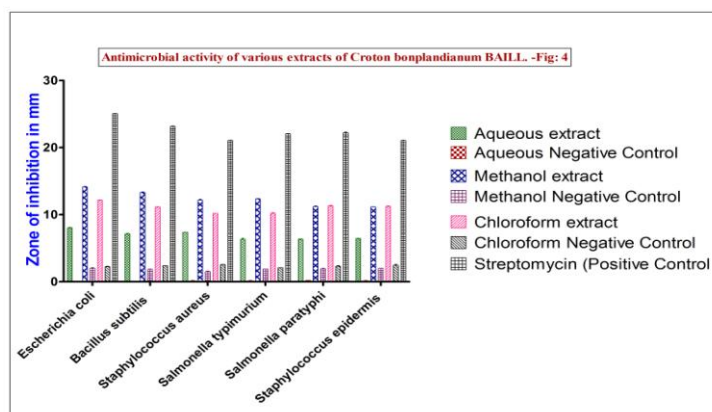 Antimicrobial activity of various extracts of Croton bonplandianum BAILL. -Fig: 4
Zone of inhibition in mm
30
20
10
0
Escherichia coli
Bacillus subtilis
Staphylococcus aureus
Salmonella typimurium
Salmonella paratyphi
Staphylococcus epidermis
Aqueous extract
Aqueous Negative Control
Methanol extract
Methanol Negative Control
Chloroform extract
Chloroform Negative Control
Streptomycin (Positive Control